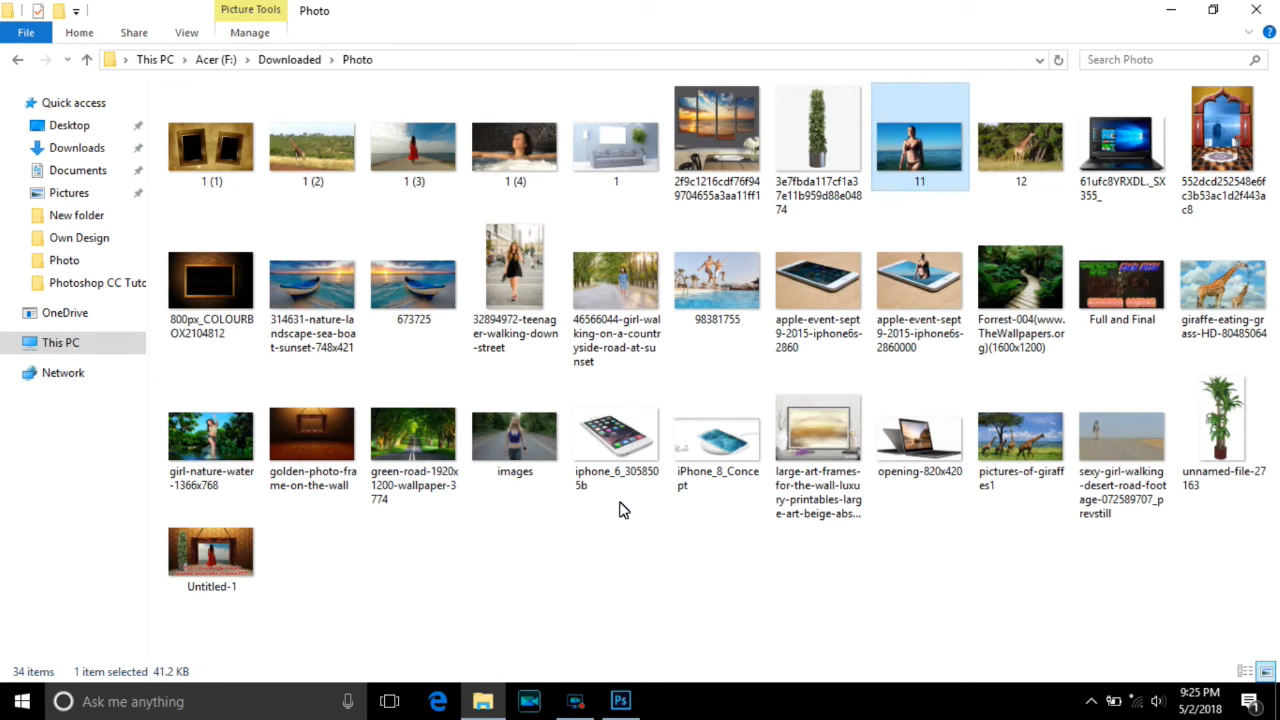 Picture Tools
Photo
File
Home
Share
View
Manage
This PC
Acer (F:)
Downloaded
Photo
Search Photo
Quick access
Desktop
Downloads
Documents
Pictures
New folder
Own Design
Photo
Photoshop CC Tutc
OneDrive
This PC
Network
1 (1)
1 (2)
1 (3)
1 (4)
1
2f9c1216cdf76f94
9704655a3aa11ff1
3e7fbda117cf1a3
7e11b959d88e048
74
11
12
61ufc8YRXDL._SX
355_
552dcd252548e6f
c3b53ac1d2f443a
c8
800px_COLOURB
OX2104812
314631-nature-la
ndscape-sea-boa
t-sunset-748x421
673725
32894972-teenag
er-walking-down
-street
46566044-girl-wa
lking-on-a-countr
yside-road-at-su
nset
98381755
apple-event-sept
9-2015-iphone6s-
2860
apple-event-sept
9-2015-iphone6s-
2860000
Forrest-004(www.
TheWallpapers.or
g)(1600x1200)
Full and Final
giraffe-eating-gr
ass-HD-80485064
girl-nature-water
-1366x768
golden-photo-fra
me-on-the-wall
green-road-1920x
1200-wallpaper-3
774
images
iphone_6_305850
5b
iPhone_8_Conce
pt
large-art-frames-
for-the-wall-luxu
ry-printables-larg
e-art-beige-abs...
opening-820x420
pictures-of-giraff
es1
sexy-girl-walking
-desert-road-foot
age-072589707_p
revstill
unnamed-file-27
163
Untitled-1
34 items
1 item selected
41.2 KB
Ask me anything
Ps
9:25 PM
5/2/2018
1